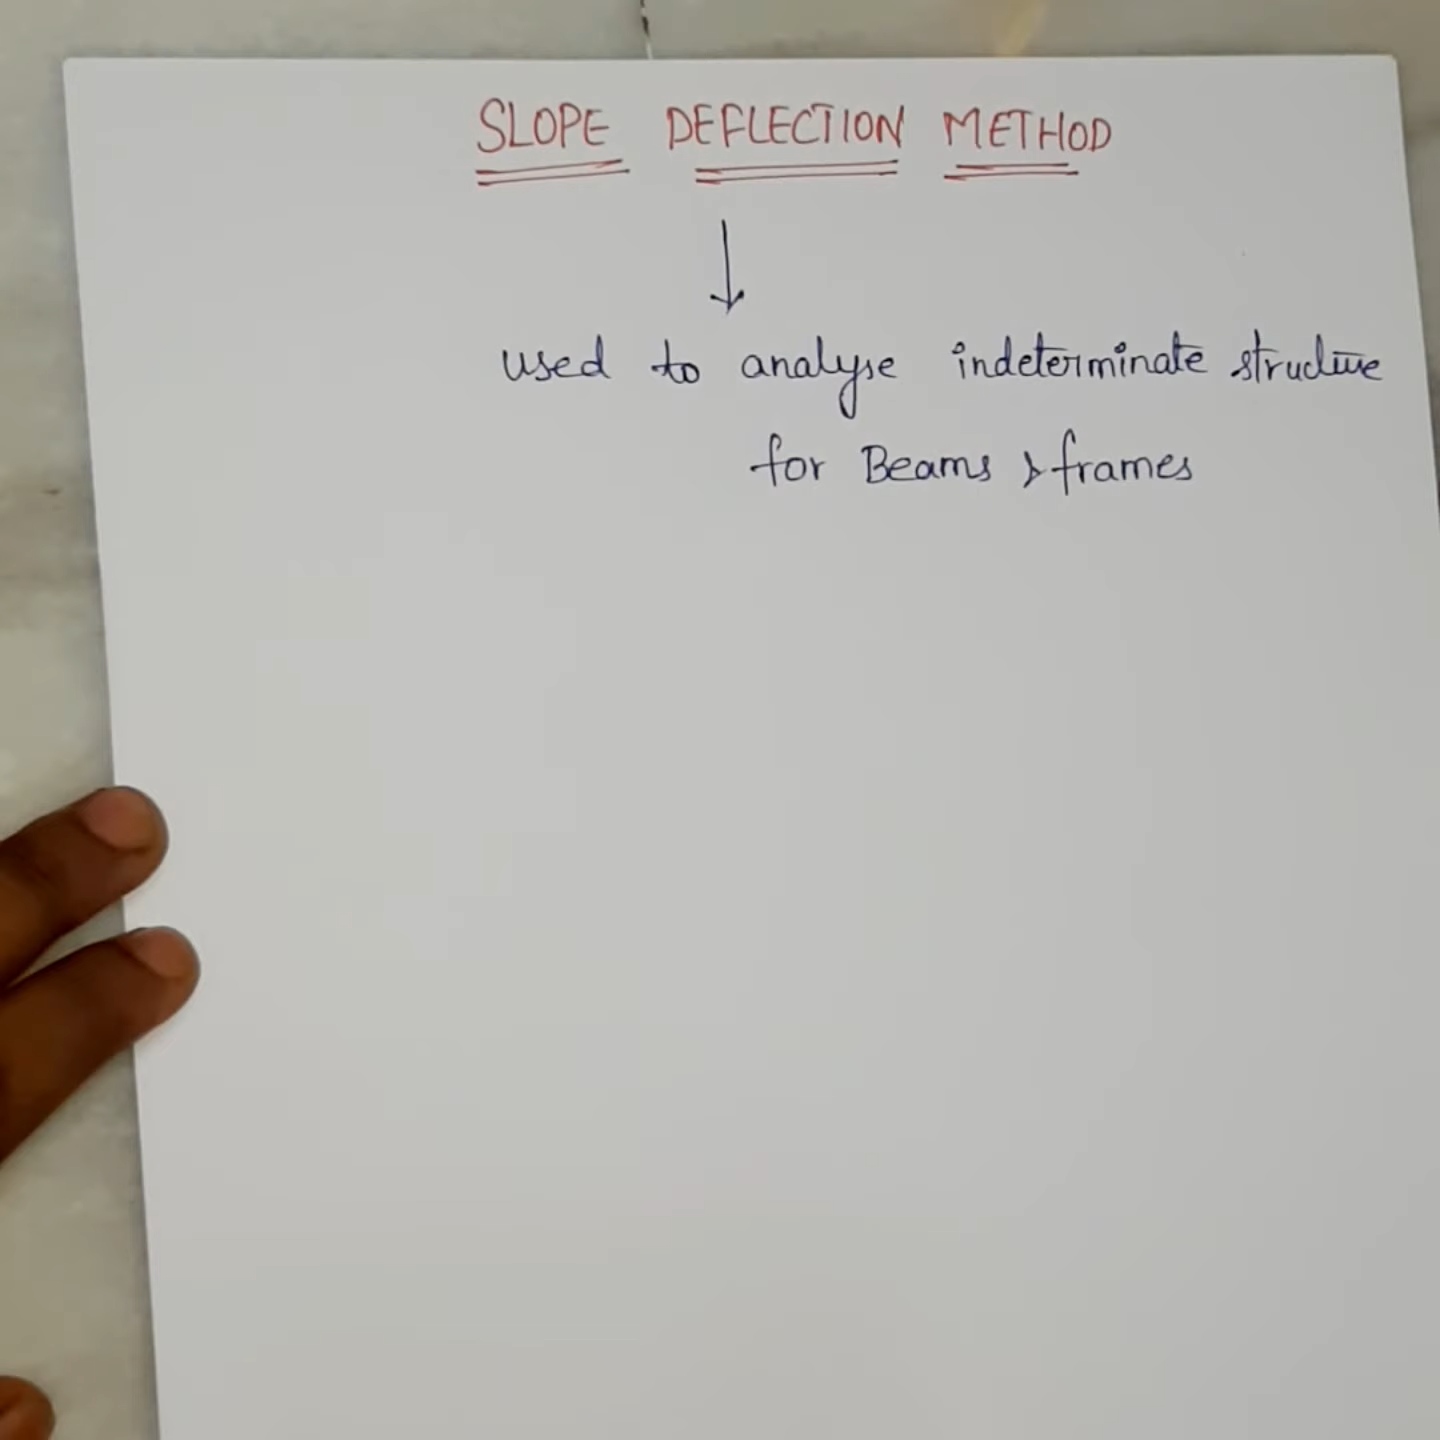 SLOPE DEFLECTION METHOD
used to analyse indeterminate structure
for Beams & frames